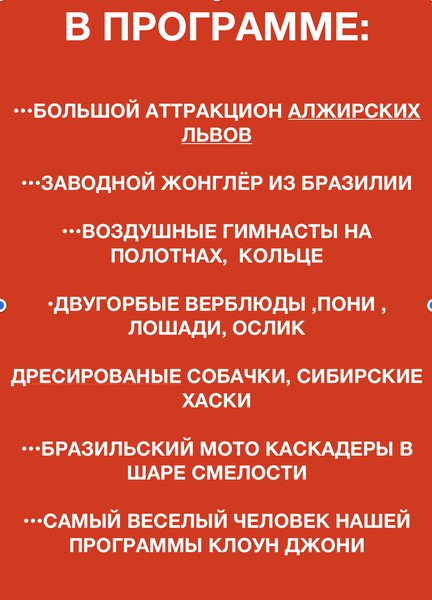 В ПРОГРАММЕ:
•••БОЛЬШОЙ АТТРАКЦИОН АЛЖИРСКИХ
ЛЬВОВ
•••ЗАВОДНОЙ ЖОНГЛЁР ИЗ БРАЗИЛИИ
•••ВОЗДУШНЫЕ ГИМНАСТЫ НА
ПОЛОТНАХ, КОЛЬЦЕ
•ДВУГОРБЫЕ ВЕРБЛЮДЫ ,ПОНИ ,
ЛОШАДИ, ОСЛИК
ДРЕСИРОВАНЫЕ СОБАЧКИ, СИБИРСКИЕ
ХАСКИ
•••БРАЗИЛЬСКИЙ МОТО КАСКАДЕРЫ В
ШАРЕ СМЕЛОСТИ
•••САМЫЙ ВЕСЕЛЫЙ ЧЕЛОВЕК НАШЕЙ
ПРОГРАММЫ КЛОУН ДЖОНИ